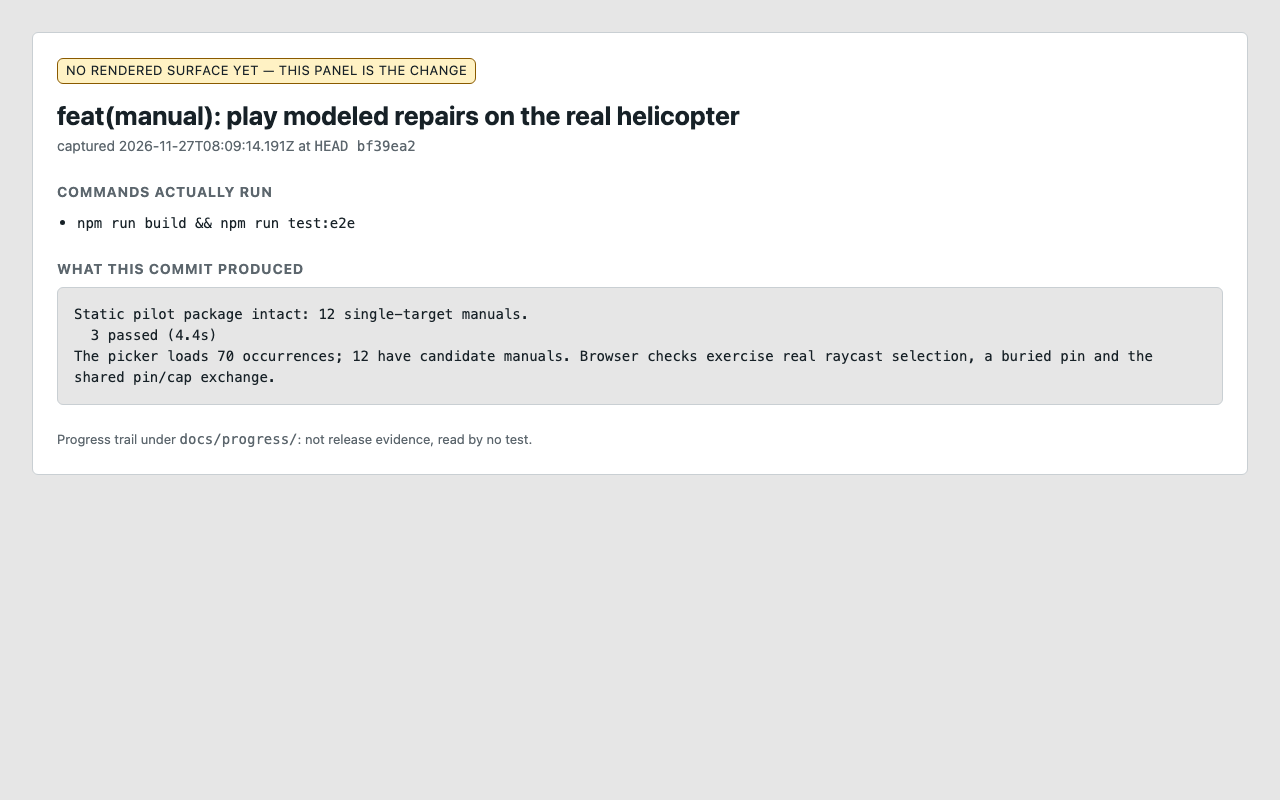 NO RENDERED SURFACE YET — THIS PANEL IS THE CHANGE
feat(manual): play modeled repairs on the real helicopter
captured 2026-11-27T08:09:14.191Z at HEAD bf39ea2
COMMANDS ACTUALLY RUN
• npm run build && npm run test:e2e
WHAT THIS COMMIT PRODUCED
Static pilot package intact: 12 single-target manuals.
3 passed (4.4s)
The picker loads 70 occurrences; 12 have candidate manuals. Browser checks exercise real raycast selection, a buried pin and the
shared pin/cap exchange.
Progress trail under docs/progress/: not release evidence, read by no test.